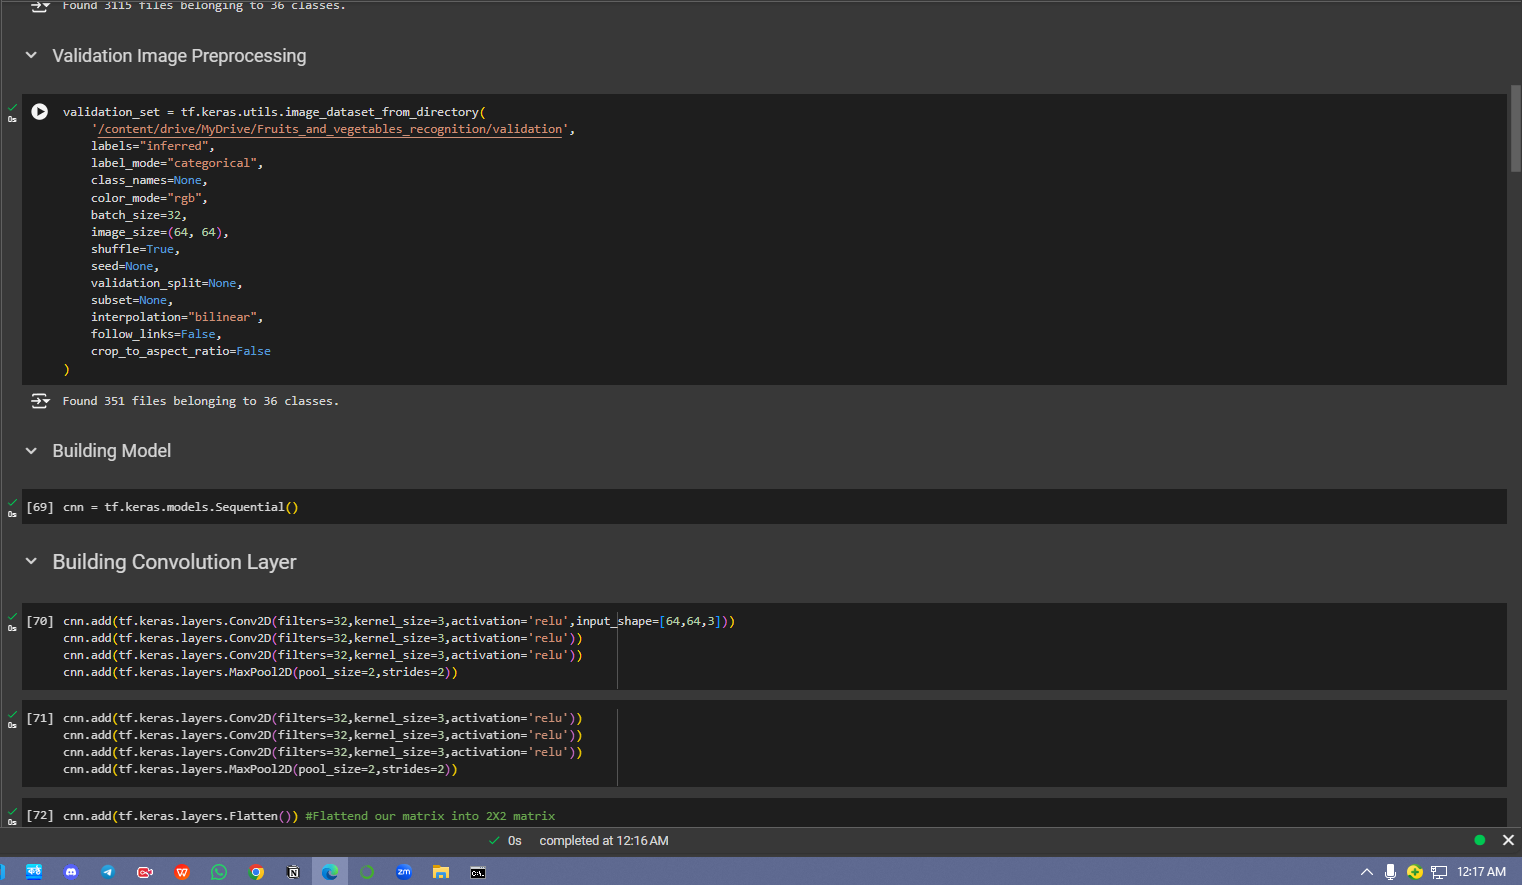 Found 3115 files belonging to 36 classes.
Validation Image Preprocessing
0s
validation_set = tf.keras.utils.image_dataset_from_directory(
'/content/drive/MyDrive/Fruits_and_vegetables_recognition/validation',
labels="inferred",
label_mode="categorical",
class_names=None,
color_mode="rgb",
batch_size=32,
image_size=(64, 64),
shuffle=True,
seed=None,
validation_split=None,
subset=None,
interpolation="bilinear",
follow_links=False,
crop_to_aspect_ratio=False
)
Found 351 files belonging to 36 classes.
Building Model
0s
[69] cnn = tf.keras.models.Sequential()
Building Convolution Layer
0s
[70] cnn.add(tf.keras.layers.Conv2D(filters=32,kernel_size=3,activation='relu',input_shape=[64,64,3]))
cnn.add(tf.keras.layers.Conv2D(filters=32,kernel_size=3,activation='relu'))
cnn.add(tf.keras.layers.Conv2D(filters=32,kernel_size=3,activation='relu'))
cnn.add(tf.keras.layers.MaxPool2D(pool_size=2,strides=2))
0s
[71] cnn.add(tf.keras.layers.Conv2D(filters=32,kernel_size=3,activation='relu'))
cnn.add(tf.keras.layers.Conv2D(filters=32,kernel_size=3,activation='relu'))
cnn.add(tf.keras.layers.Conv2D(filters=32,kernel_size=3,activation='relu'))
cnn.add(tf.keras.layers.MaxPool2D(pool_size=2,strides=2))
0s
[72] cnn.add(tf.keras.layers.Flatten()) #Flattend our matrix into 2X2 matrix
0s completed at 12:16 AM
zm
12:17 AM